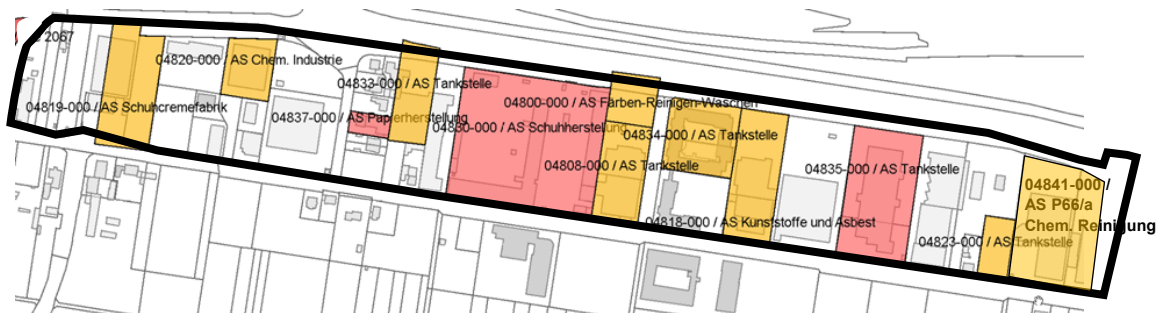 2067
04820-000 / AS Chem. Industrie
04833-000 / AS Tankstelle
04819-000 / AS Schuhcremefabrik
04837-000 / AS Papierherstellung
04800-000 / AS Färben-Reinigen-Waschen
04830-000 / AS Schuhherstellung
04834-000 / AS Tankstelle
04808-000 / AS Tankstelle
04835-000 / AS Tankstelle
04818-000 / AS Kunststoffe und Asbest
04823-000 / AS Tankstelle
04841-000 /
AS P66/a
Chem. Reinigung